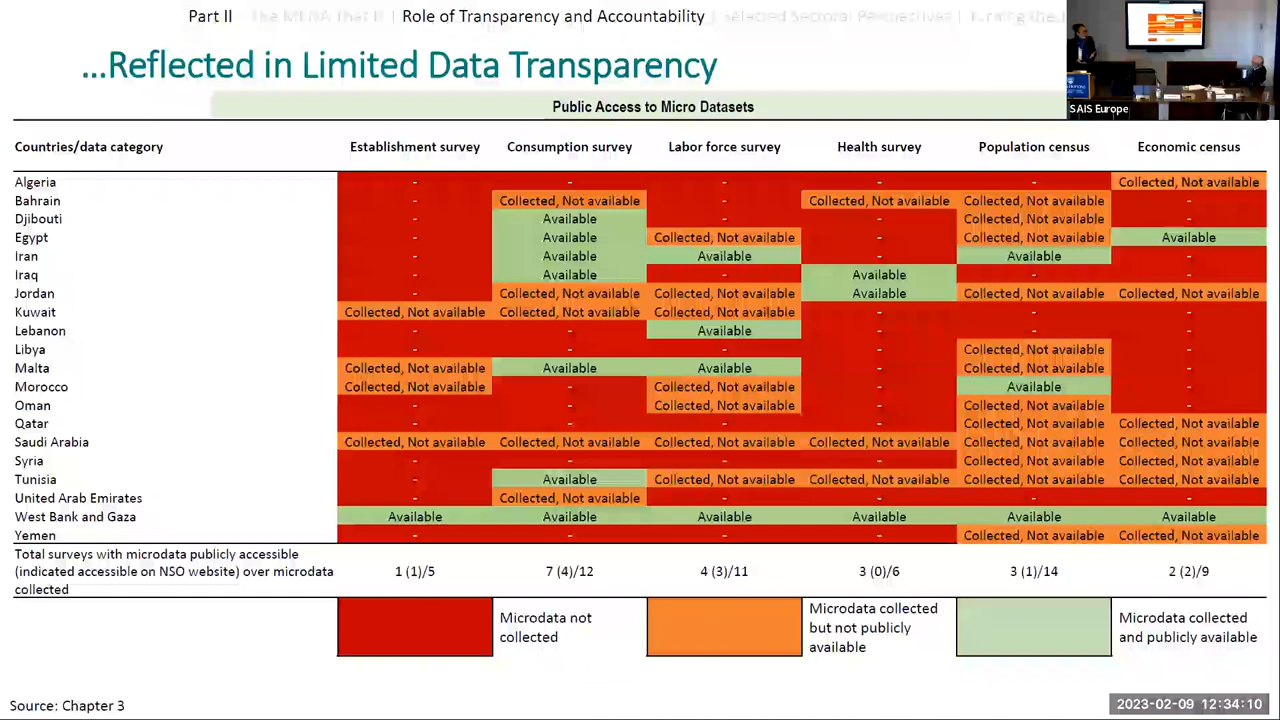 Part II - The MENA that is | Role of Transparency and Accountability | Selected Sectoral Perspectives | Turning the
...Reflected in Limited Data Transparency
SAIS Europe
Public Access to Micro Datasets
Countries/data category Establishment survey Consumption survey Labor force survey Health survey Population census Economic census
Algeria - - - - - Collected, Not available
Bahrain - Collected, Not available - Collected, Not available Collected, Not available -
Djibouti - Available - - Collected, Not available -
Egypt - Available Collected, Not available - Collected, Not available Available
Iran - Available Available - Available -
Iraq - Available - Available - -
Jordan - Collected, Not available Collected, Not available Available Collected, Not available Collected, Not available
Kuwait Collected, Not available Collected, Not available Collected, Not available - - -
Lebanon - - Available - - -
Libya - - - - Collected, Not available -
Malta Collected, Not available Available Available - Collected, Not available -
Morocco Collected, Not available - Collected, Not available - Available -
Oman - - Collected, Not available - Collected, Not available -
Qatar - - - - Collected, Not available Collected, Not available
Saudi Arabia Collected, Not available Collected, Not available Collected, Not available Collected, Not available Collected, Not available Collected, Not available
Syria - - - - Collected, Not available Collected, Not available
Tunisia - Available Collected, Not available Collected, Not available Collected, Not available Collected, Not available
United Arab Emirates - Collected, Not available - - - -
West Bank and Gaza Available Available Available Available Available Available
Yemen - - - - Collected, Not available Collected, Not available
Total surveys with microdata publicly accessible
(indicated accessible on NSO website) over microdata 1 (1)/5 7 (4)/12 4 (3)/11 3 (0)/6 3 (1)/14 2 (2)/9
collected
Microdata not
collected
Microdata collected
but not publicly
available
Microdata collected
and publicly available
Source: Chapter 3
2023-02-09 12:34:10